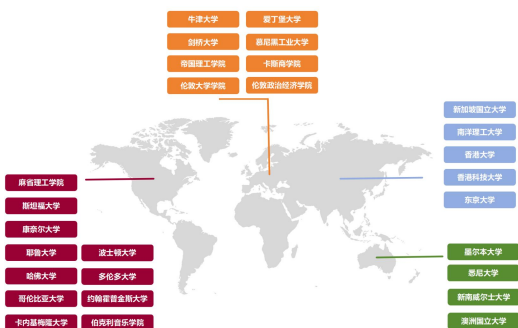 牛津大学
爱丁堡大学
剑桥大学
慕尼黑工业大学
帝国理工学院
卡斯商学院
伦敦大学学院
伦敦政治经济学院
新加坡国立大学
南洋理工大学
香港大学
香港科技大学
东京大学
麻省理工学院
斯坦福大学
康奈尔大学
耶鲁大学
波士顿大学
哈佛大学
多伦多大学
哥伦比亚大学
约翰霍普金斯大学
卡内基梅隆大学
伯克利音乐学院
墨尔本大学
悉尼大学
新南威尔士大学
澳洲国立大学